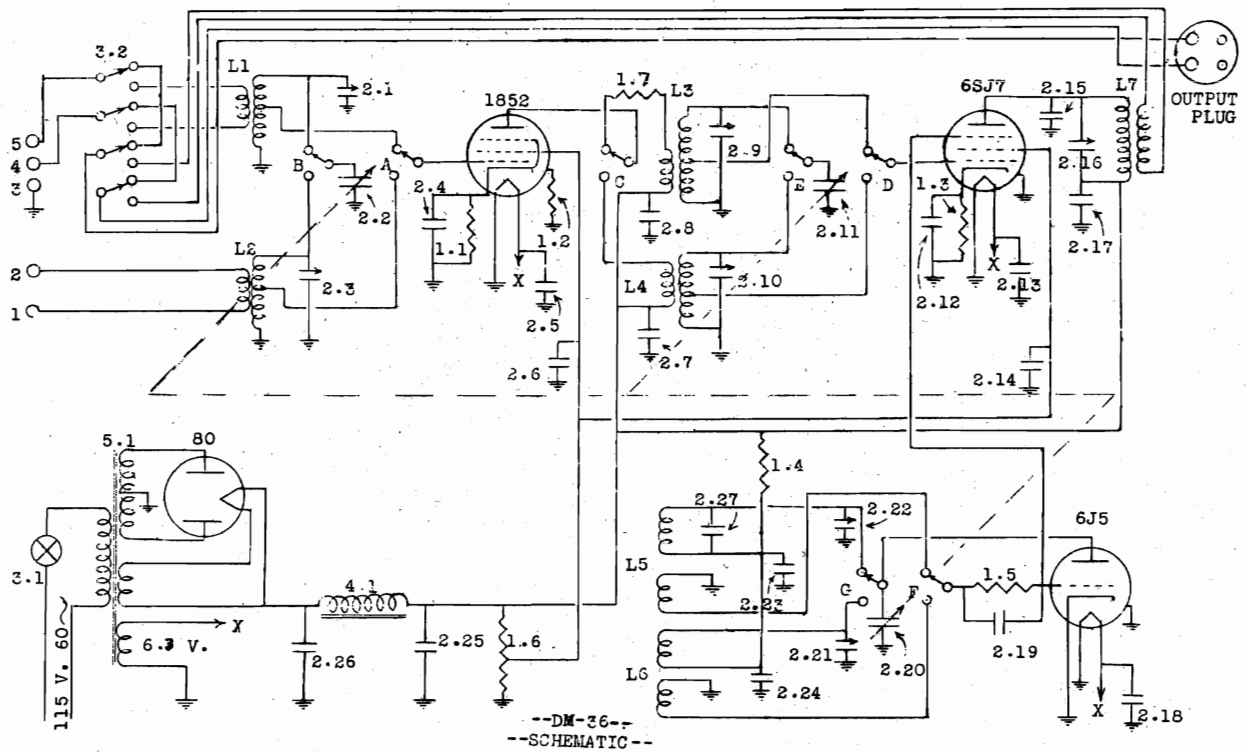 3.2
L1
2.1
1.7
L3
1852
6SJ7
2.15
L7
OUTPUT
PLUG
5
4
3
B
A
2.2
2.4
1.1
1.2
C
2.8
2.9
E
D
2.11
1.3
2.16
2.17
X
2.12
2.13
X
2
1
L2
2.3
2.5
2.6
L4
2.10
2.7
2.14
5.1
80
1.4
2.27
2.22
6J5
3.1
4.1
L5
2.23
G
F
1.5
6.3 V.
X
2.26
2.25
1.6
L6
2.21
2.20
2.19
2.24
X
2.18
115 V. 60~
--DM-36--
--SCHEMATIC--